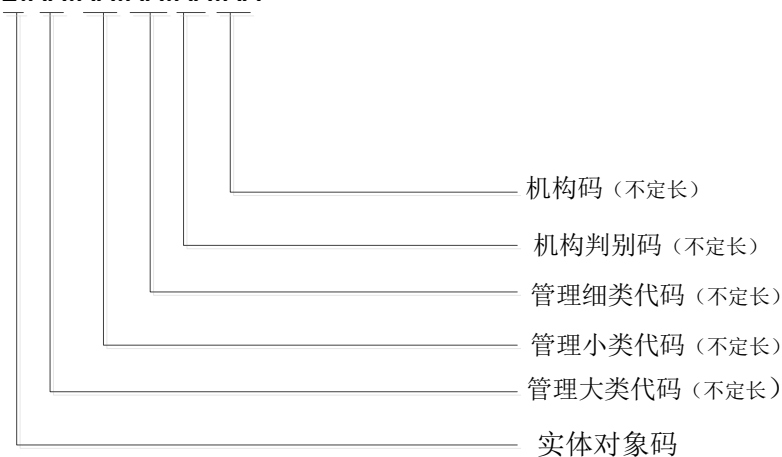 机构码（不定长）
机构判别码（不定长）
管理细类代码（不定长）
管理小类代码（不定长）
管理大类代码（不定长）
实体对象码